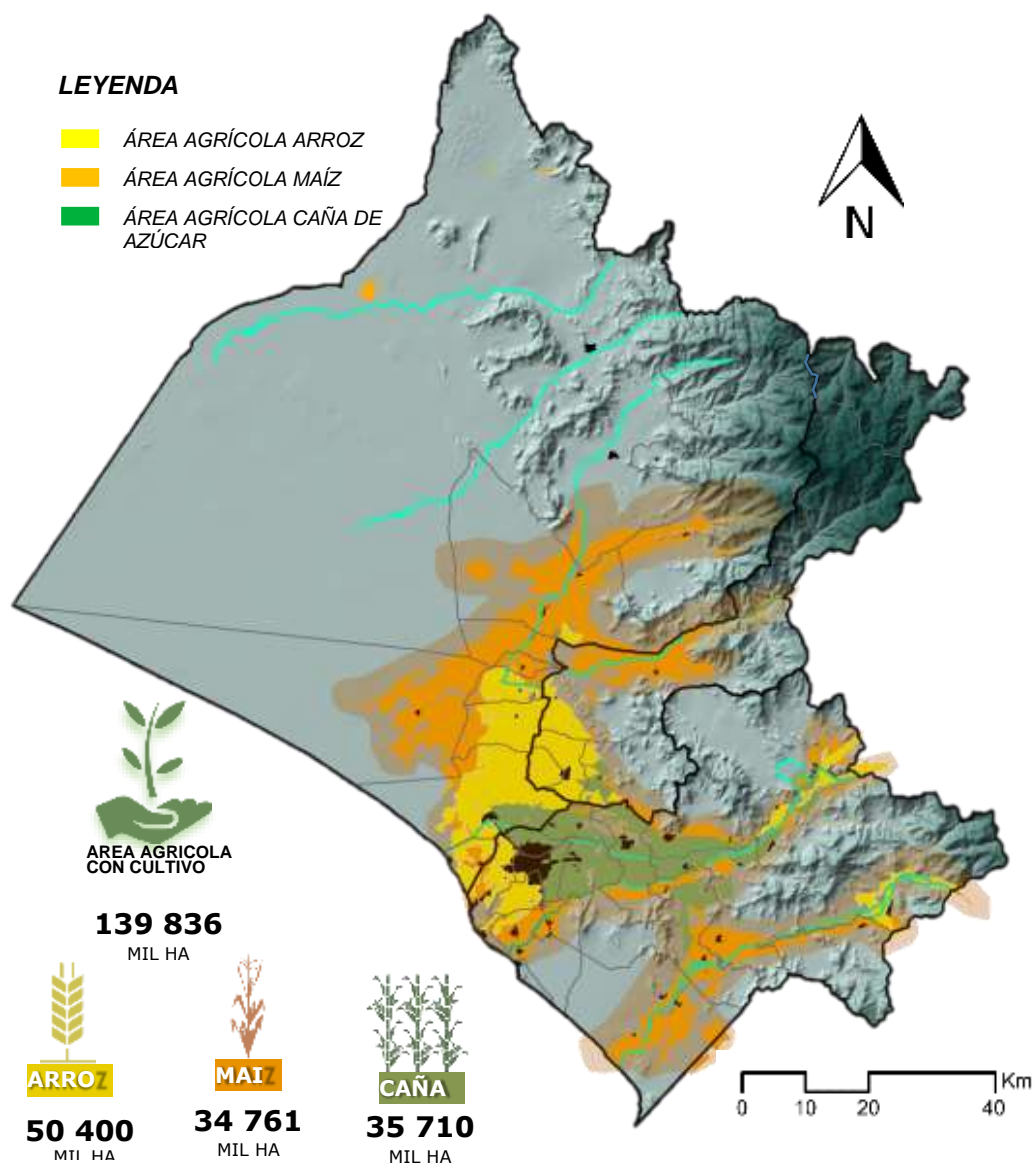 LEYENDA
ÁREA AGRÍCOLA ARROZ
ÁREA AGRÍCOLA MAÍZ
ÁREA AGRÍCOLA CAÑA DE
AZÚCAR
N
AREA AGRICOLA
CON CULTIVO
139 836
MIL HA
ARROZ
50 400
MIL HA
MAIZ
34 761
MIL HA
CAÑA
35 710
MIL HA
Km
0 10 20 40